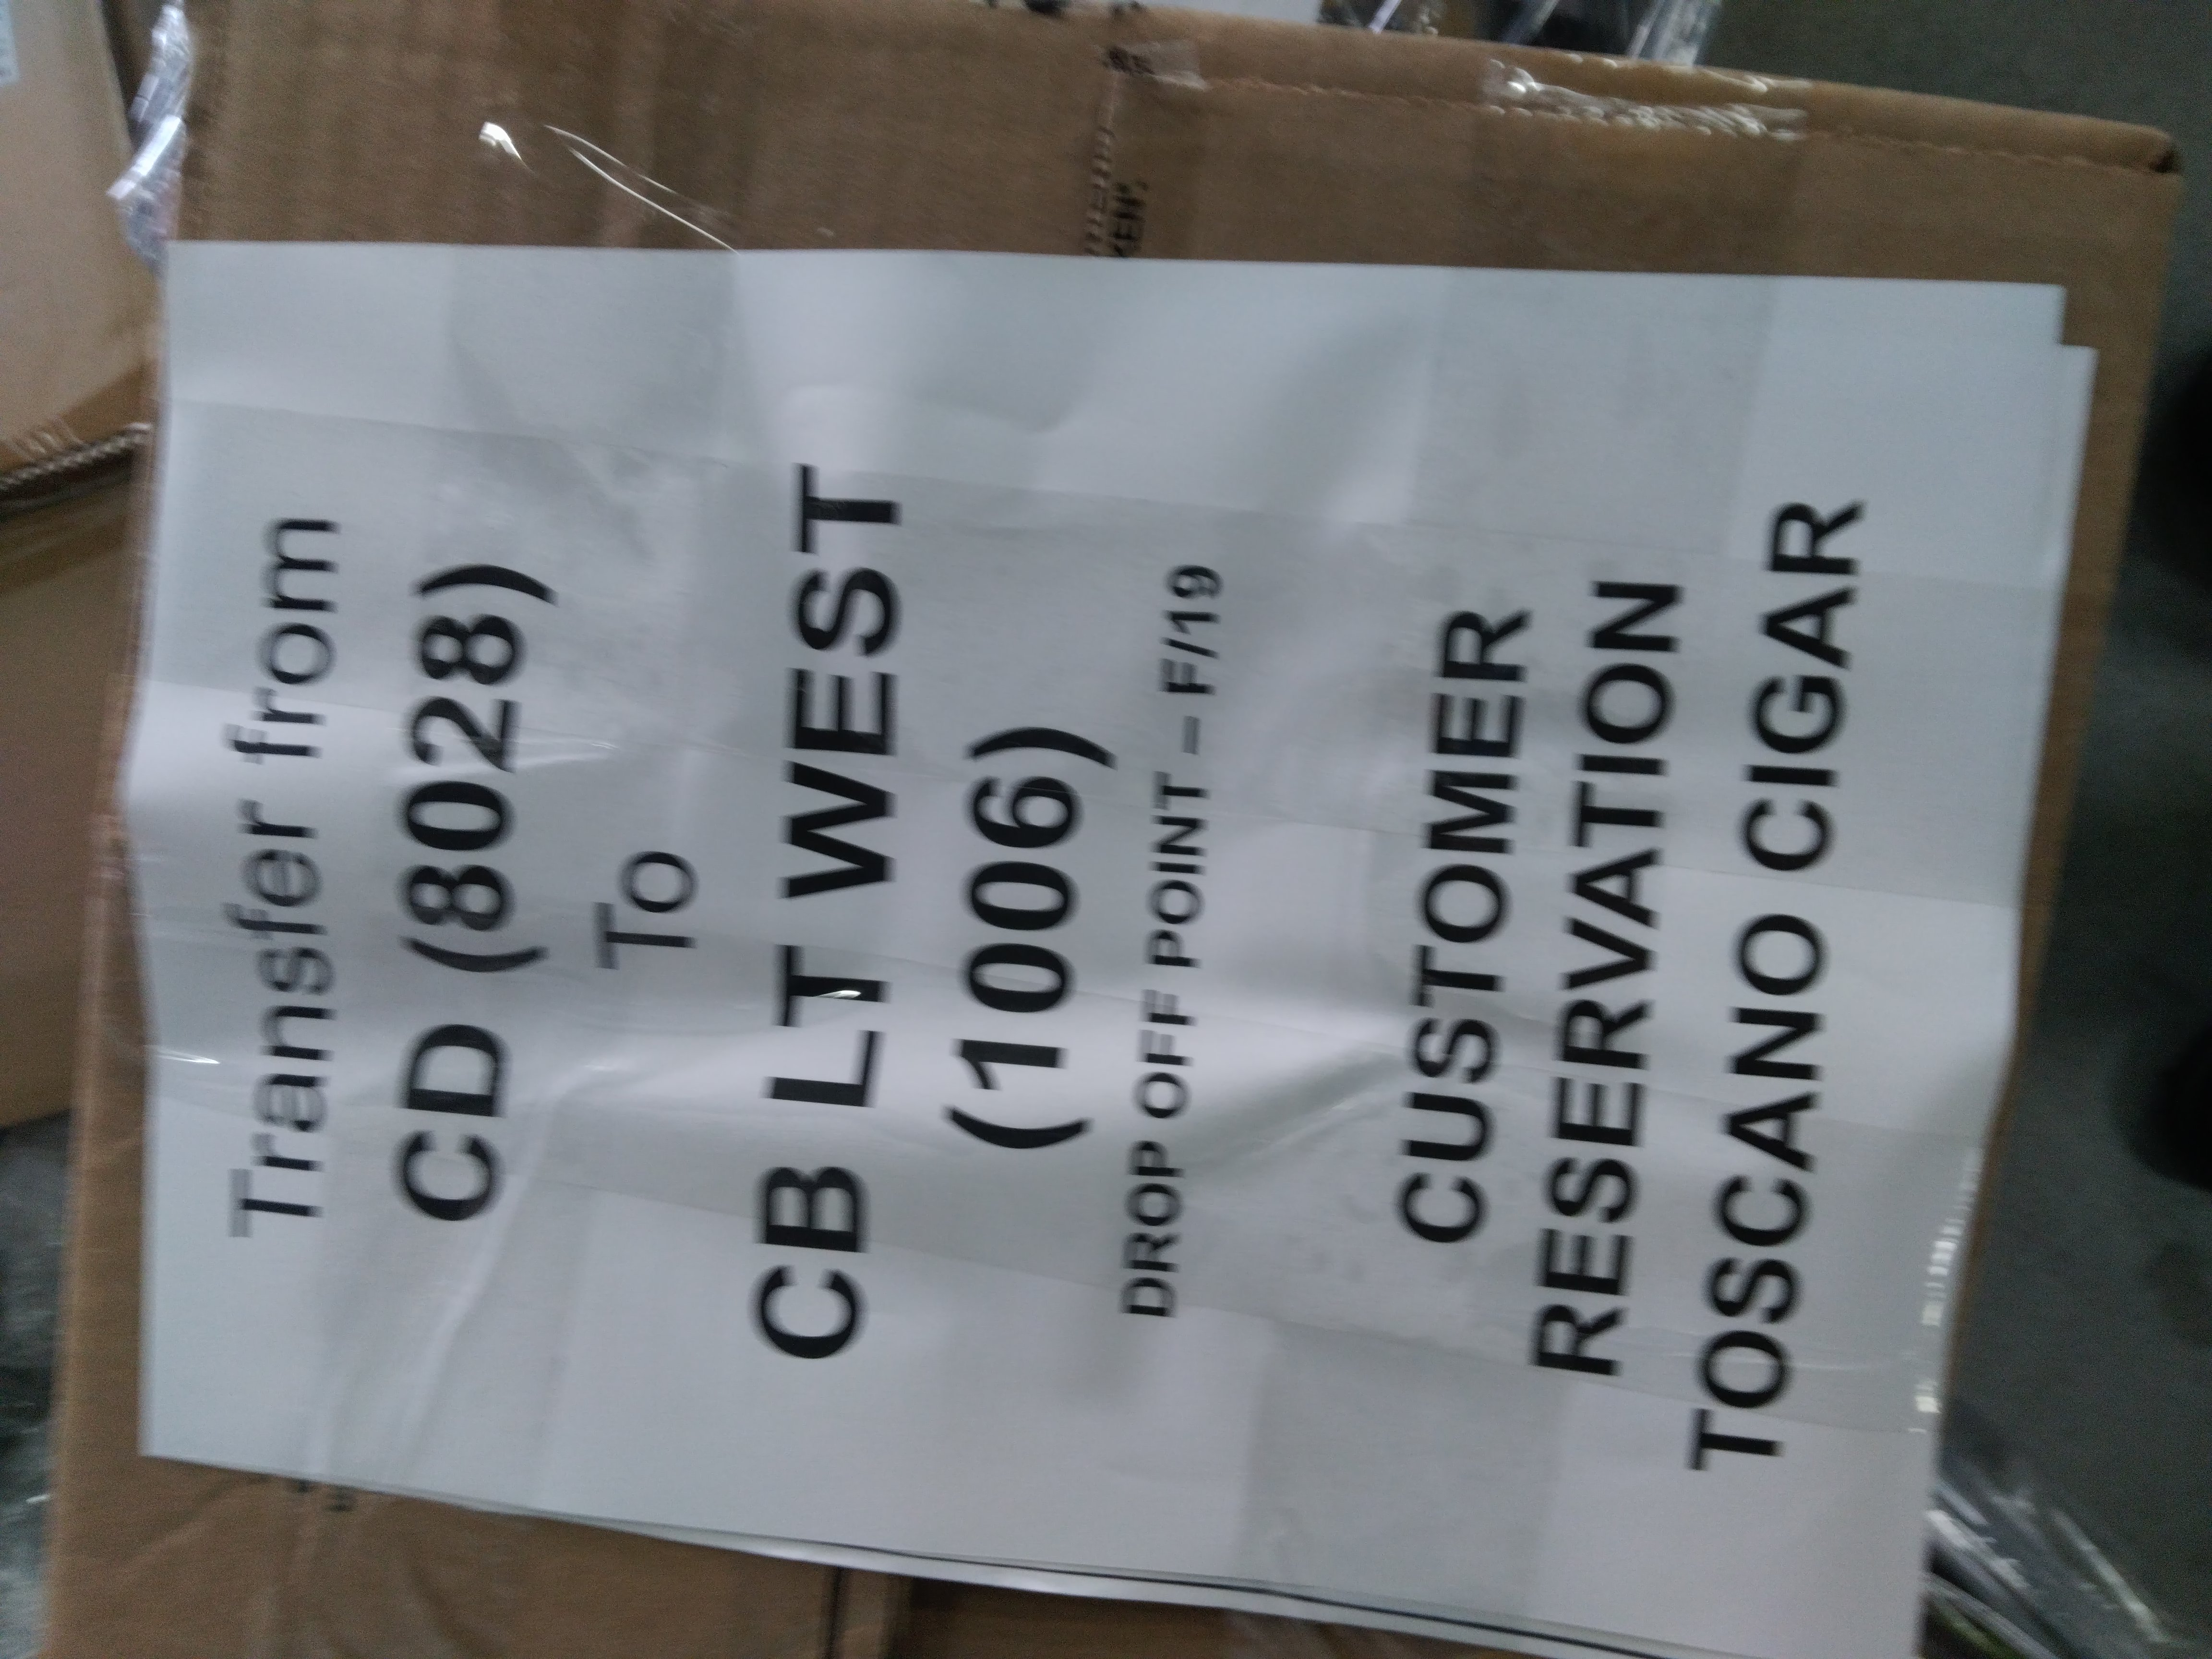 Transfer from
CD (8028)
To
CB LT WEST
(1006)
DROP OFF POINT – F/19
CUSTOMER
RESERVATION
TOSCANO CIGAR